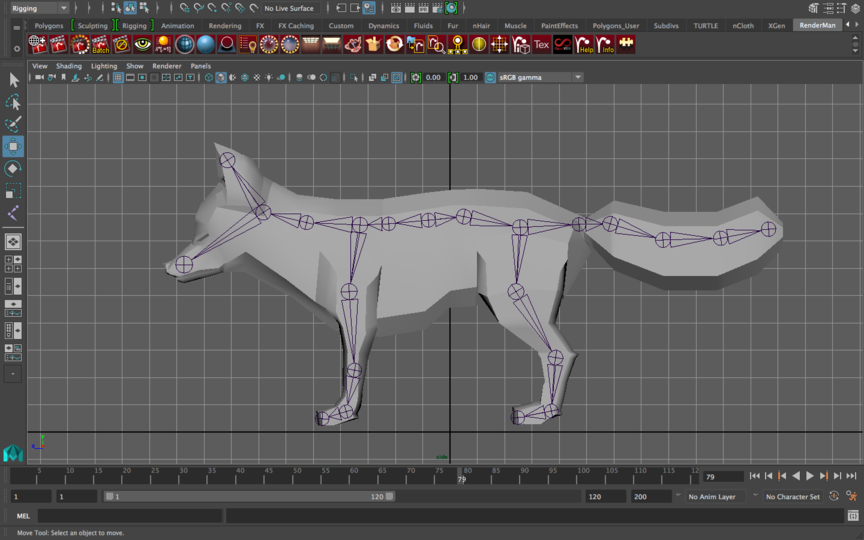 Rigging No Live Surface
Polygons Sculpting Rigging Animation Rendering FX FX Caching Custom Dynamics Fluids Fur nHair Muscle PaintEffects Polygons_User Subdivs TURTLE nCloth XGen RenderMan
Batch Tex Help Info
View Shading Lighting Show Renderer Panels
0.00 1.00 sRGB gamma
side
5 10 15 20 25 30 35 40 45 50 55 60 65 70 75 80 85 90 95 100 105 110 115 12
79 79
1 1 1 120 120 200 No Anim Layer No Character Set
MEL
Move Tool: Select an object to move.